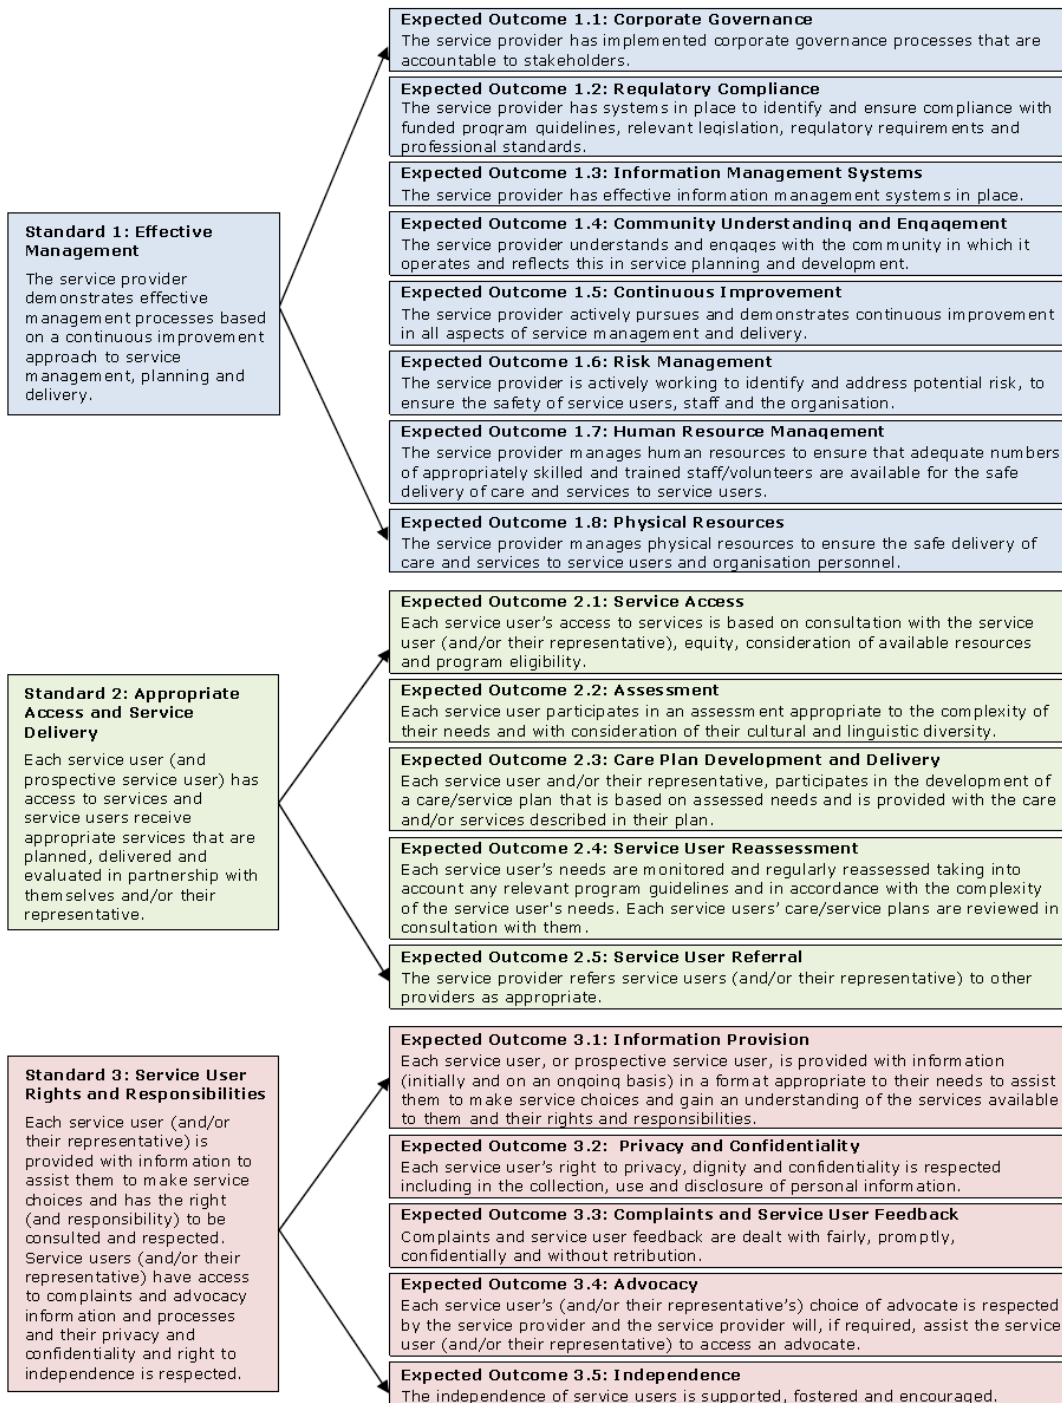 Expected Outcome 1.1: Corporate Governance
The service provider has implemented corporate governance processes that are
accountable to stakeholders.
Expected Outcome 1.2: Regulatory Compliance
The service provider has systems in place to identify and ensure compliance with
funded program guidelines, relevant legislation, regulatory requirements and
professional standards.
Expected Outcome 1.3: Information Management Systems
The service provider has effective information management systems in place.
Standard 1: Effective
Management
The service provider
demonstrates effective
management processes based
on a continuous improvement
approach to service
management, planning and
delivery.
Expected Outcome 1.4: Community Understanding and Engagement
The service provider understands and engages with the community in which it
operates and reflects this in service planning and development.
Expected Outcome 1.5: Continuous Improvement
The service provider actively pursues and demonstrates continuous improvement
in all aspects of service management and delivery.
Expected Outcome 1.6: Risk Management
The service provider is actively working to identify and address potential risk, to
ensure the safety of service users, staff and the organisation.
Expected Outcome 1.7: Human Resource Management
The service provider manages human resources to ensure that adequate numbers
of appropriately skilled and trained staff/volunteers are available for the safe
delivery of care and services to service users.
Expected Outcome 1.8: Physical Resources
The service provider manages physical resources to ensure the safe delivery of
care and services to service users and organisation personnel.
Standard 2: Appropriate
Access and Service
Delivery
Each service user (and
prospective service user) has
access to services and
service users receive
appropriate services that are
planned, delivered and
evaluated in partnership with
themselves and/or their
representative.
Expected Outcome 2.1: Service Access
Each service user's access to services is based on consultation with the service
user (and/or their representative), equity, consideration of available resources
and program eligibility.
Expected Outcome 2.2: Assessment
Each service user participates in an assessment appropriate to the complexity of
their needs and with consideration of their cultural and linguistic diversity.
Expected Outcome 2.3: Care Plan Development and Delivery
Each service user and/or their representative, participates in the development of
a care/service plan that is based on assessed needs and is provided with the care
and/or services described in their plan.
Expected Outcome 2.4: Service User Reassessment
Each service user's needs are monitored and regularly reassessed taking into
account any relevant program guidelines and in accordance with the complexity
of the service user's needs. Each service users' care/service plans are reviewed in
consultation with them.
Expected Outcome 2.5: Service User Referral
The service provider refers service users (and/or their representative) to other
providers as appropriate.
Standard 3: Service User
Rights and Responsibilities
Each service user (and/or
their representative) is
provided with information to
assist them to make service
choices and has the right
(and responsibility) to be
consulted and respected.
Service users (and/or their
representative) have access
to complaints and advocacy
information and processes
and their privacy and
confidentiality and right to
independence is respected.
Expected Outcome 3.1: Information Provision
Each service user, or prospective service user, is provided with information
(initially and on an ongoing basis) in a format appropriate to their needs to assist
them to make service choices and gain an understanding of the services available
to them and their rights and responsibilities.
Expected Outcome 3.2: Privacy and Confidentiality
Each service user's right to privacy, dignity and confidentiality is respected
including in the collection, use and disclosure of personal information.
Expected Outcome 3.3: Complaints and Service User Feedback
Complaints and service user feedback are dealt with fairly, promptly,
confidentially and without retribution.
Expected Outcome 3.4: Advocacy
Each service user's (and/or their representative's) choice of advocate is respected
by the service provider and the service provider will, if required, assist the service
user (and/or their representative) to access an advocate.
Expected Outcome 3.5: Independence
The independence of service users is supported, fostered and encouraged.